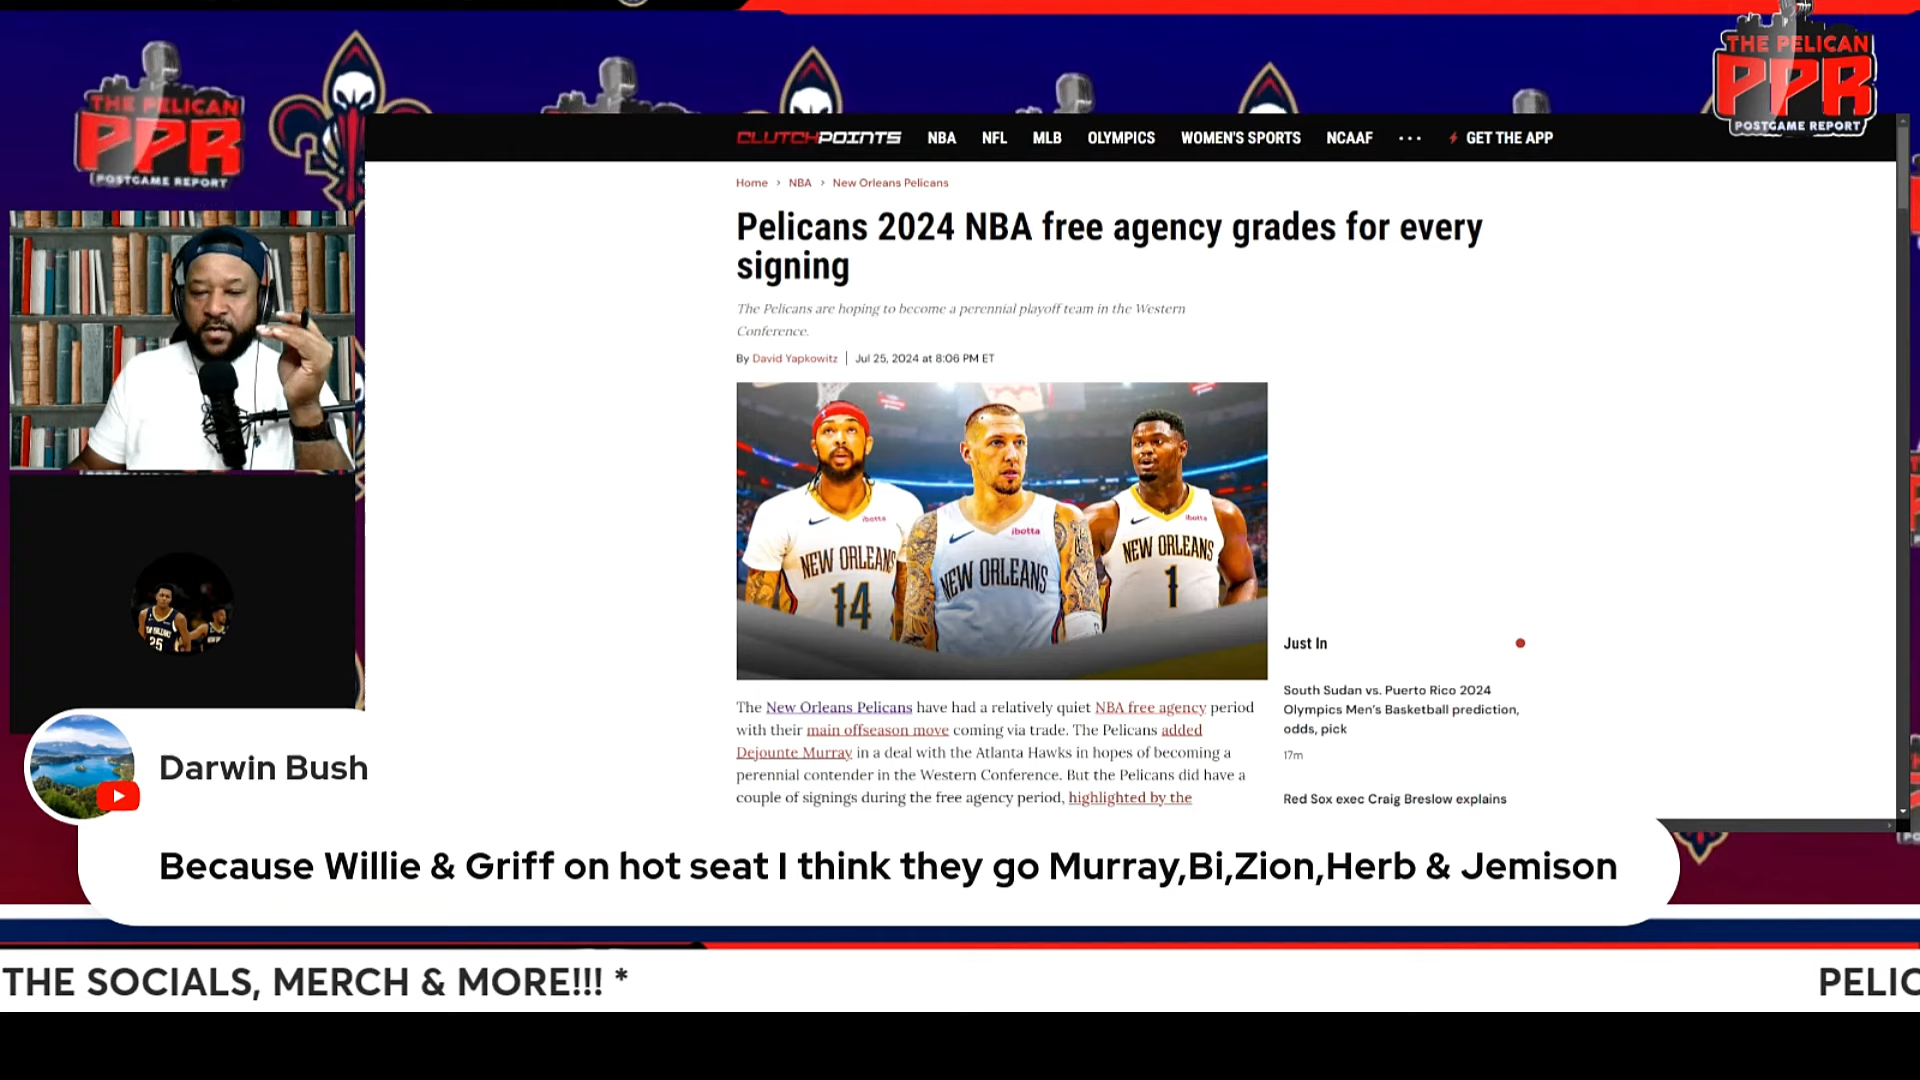 THE PELICAN
PPR
POSTGAME REPORT
THE PELICAN
PPR
POSTGAME REPORT
CLUTCHPOINTS NBA NFL MLB OLYMPICS WOMEN'S SPORTS NCAAF ··· GET THE APP
Home > NBA > New Orleans Pelicans
Pelicans 2024 NBA free agency grades for every
signing
The Pelicans are hoping to become a perennial playoff team in the Western
Conference.
By David Yapkowitz | Jul 25, 2024 at 8:06 PM ET
ibotta
NEW ORLEANS
14
ibotta
NEW ORLEANS
ibotta
NEW ORLEANS
1
25
The New Orleans Pelicans have had a relatively quiet NBA free agency period
with their main offseason move coming via trade. The Pelicans added
Dejounte Murray in a deal with the Atlanta Hawks in hopes of becoming a
perennial contender in the Western Conference. But the Pelicans did have a
couple of signings during the free agency period, highlighted by the
Just In
South Sudan vs. Puerto Rico 2024
Olympics Men's Basketball prediction,
odds, pick
17m
Red Sox exec Craig Breslow explains
Darwin Bush
Because Willie & Griff on hot seat I think they go Murray,Bi,Zion,Herb & Jemison
THE SOCIALS, MERCH & MORE!!! *
PELIC